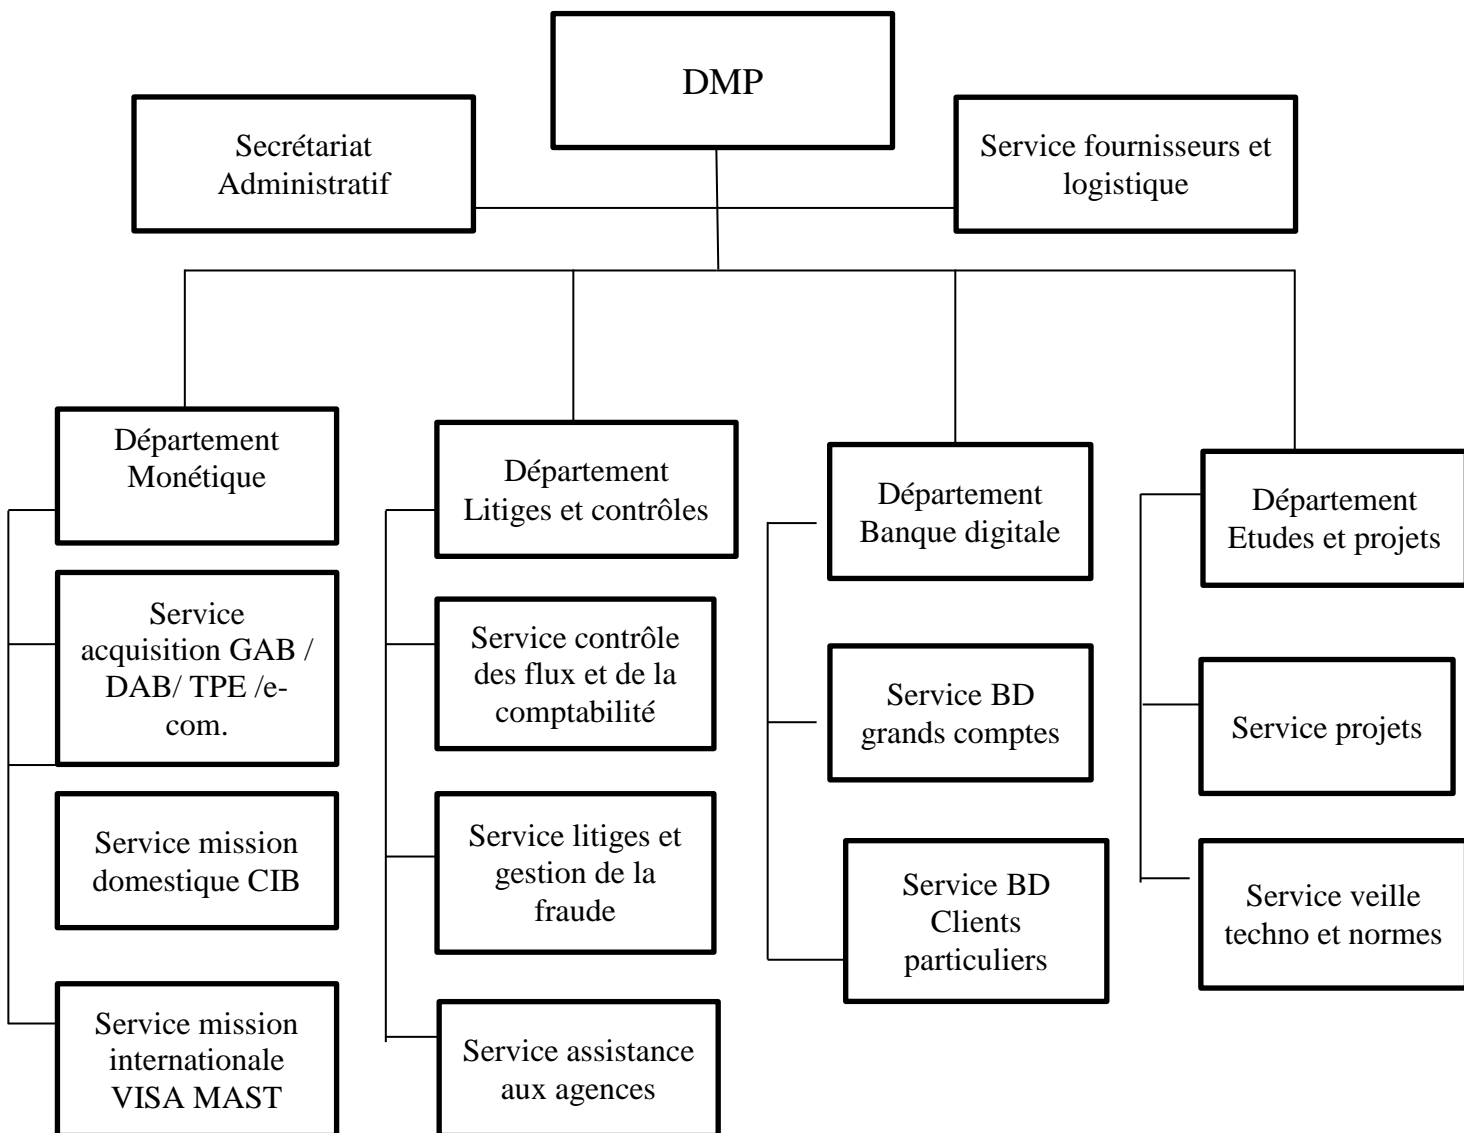 DMP
Secrétariat
Administratif
Service fournisseurs et
logistique
Département
Monétique
Service
acquisition GAB /
DAB/ TPE /e-
com.
Service mission
domestique CIB
Service mission
internationale
VISA MAST
Département
Litiges et contrôles
Service contrôle
des flux et de la
comptabilité
Service litiges et
gestion de la
fraude
Service assistance
aux agences
Département
Banque digitale
Service BD
grands comptes
Service BD
Clients
particuliers
Département
Etudes et projets
Service projets
Service veille
techno et normes